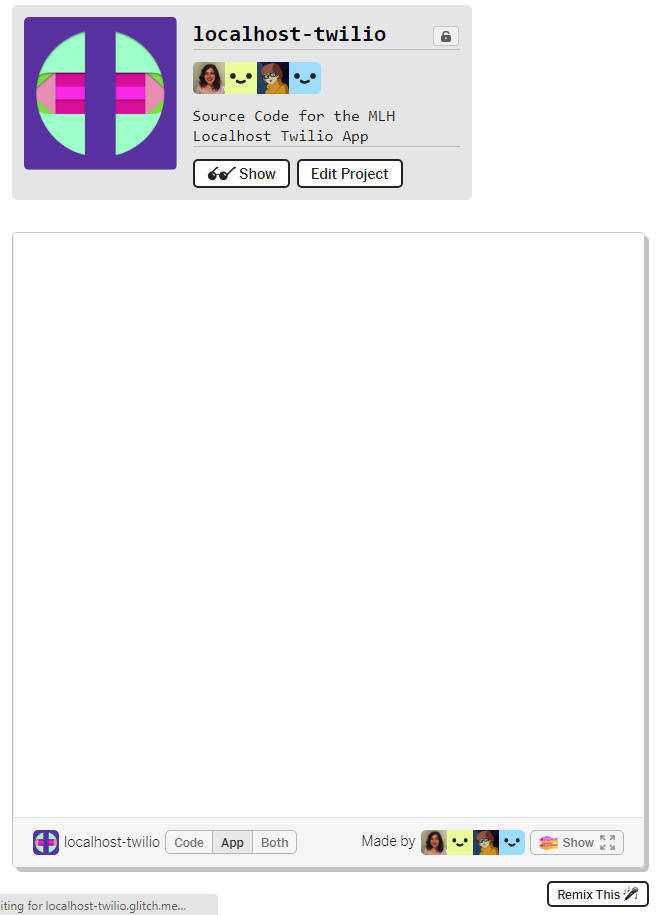 localhost-twilio
Source Code for the MLH
Localhost Twilio App
Show
Edit Project
localhost-twilio
Code
App
Both
Made by
Show
Remix This
iting for localhost-twilio.glitch.me...